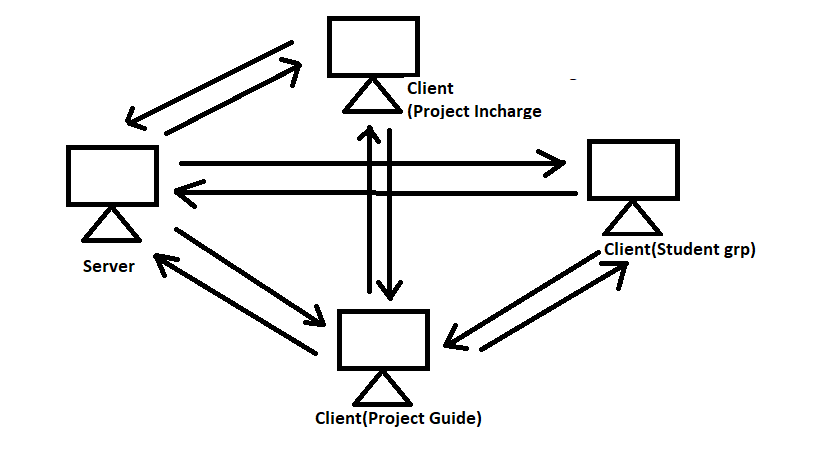 Client
(Project Incharge
Client(Student grp)
Server
Client(Project Guide)